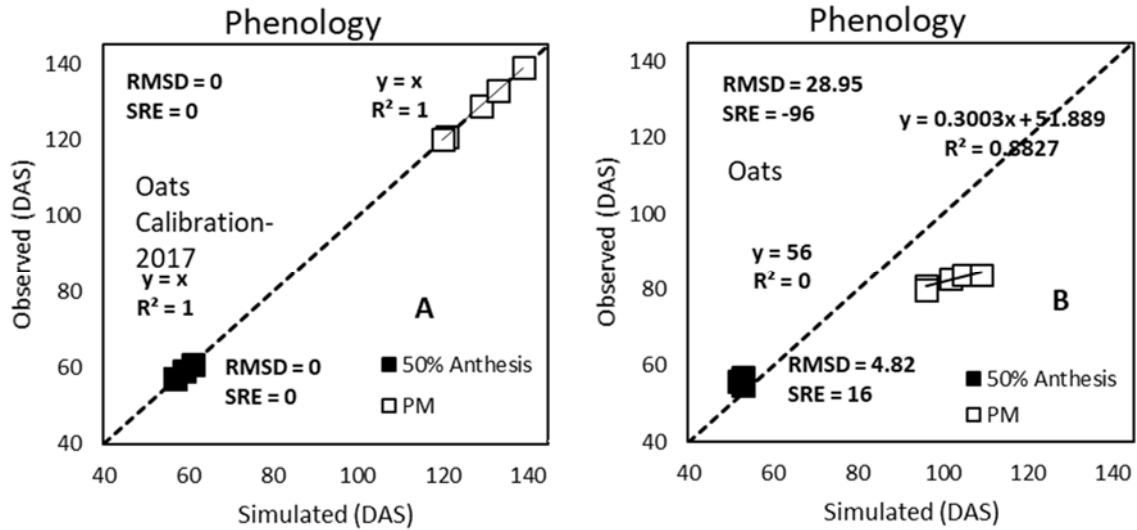 Phenology
140
120
100
80
60
40
Observed (DAS)
RMSD = 0
SRE = 0
y = x
R² = 1
Oats
Calibration-
2017
y = x
R² = 1
A
RMSD = 0
SRE = 0
50% Anthesis
PM
40 60 80 100 120 140
Simulated (DAS)
Phenology
140
120
100
80
60
40
Observed (DAS)
RMSD = 28.95
SRE = -96
y = 0.3003x + 51.889
R² = 0.8827
Oats
y = 56
R² = 0
B
RMSD = 4.82
SRE = 16
50% Anthesis
PM
40 60 80 100 120 140
Simulated (DAS)